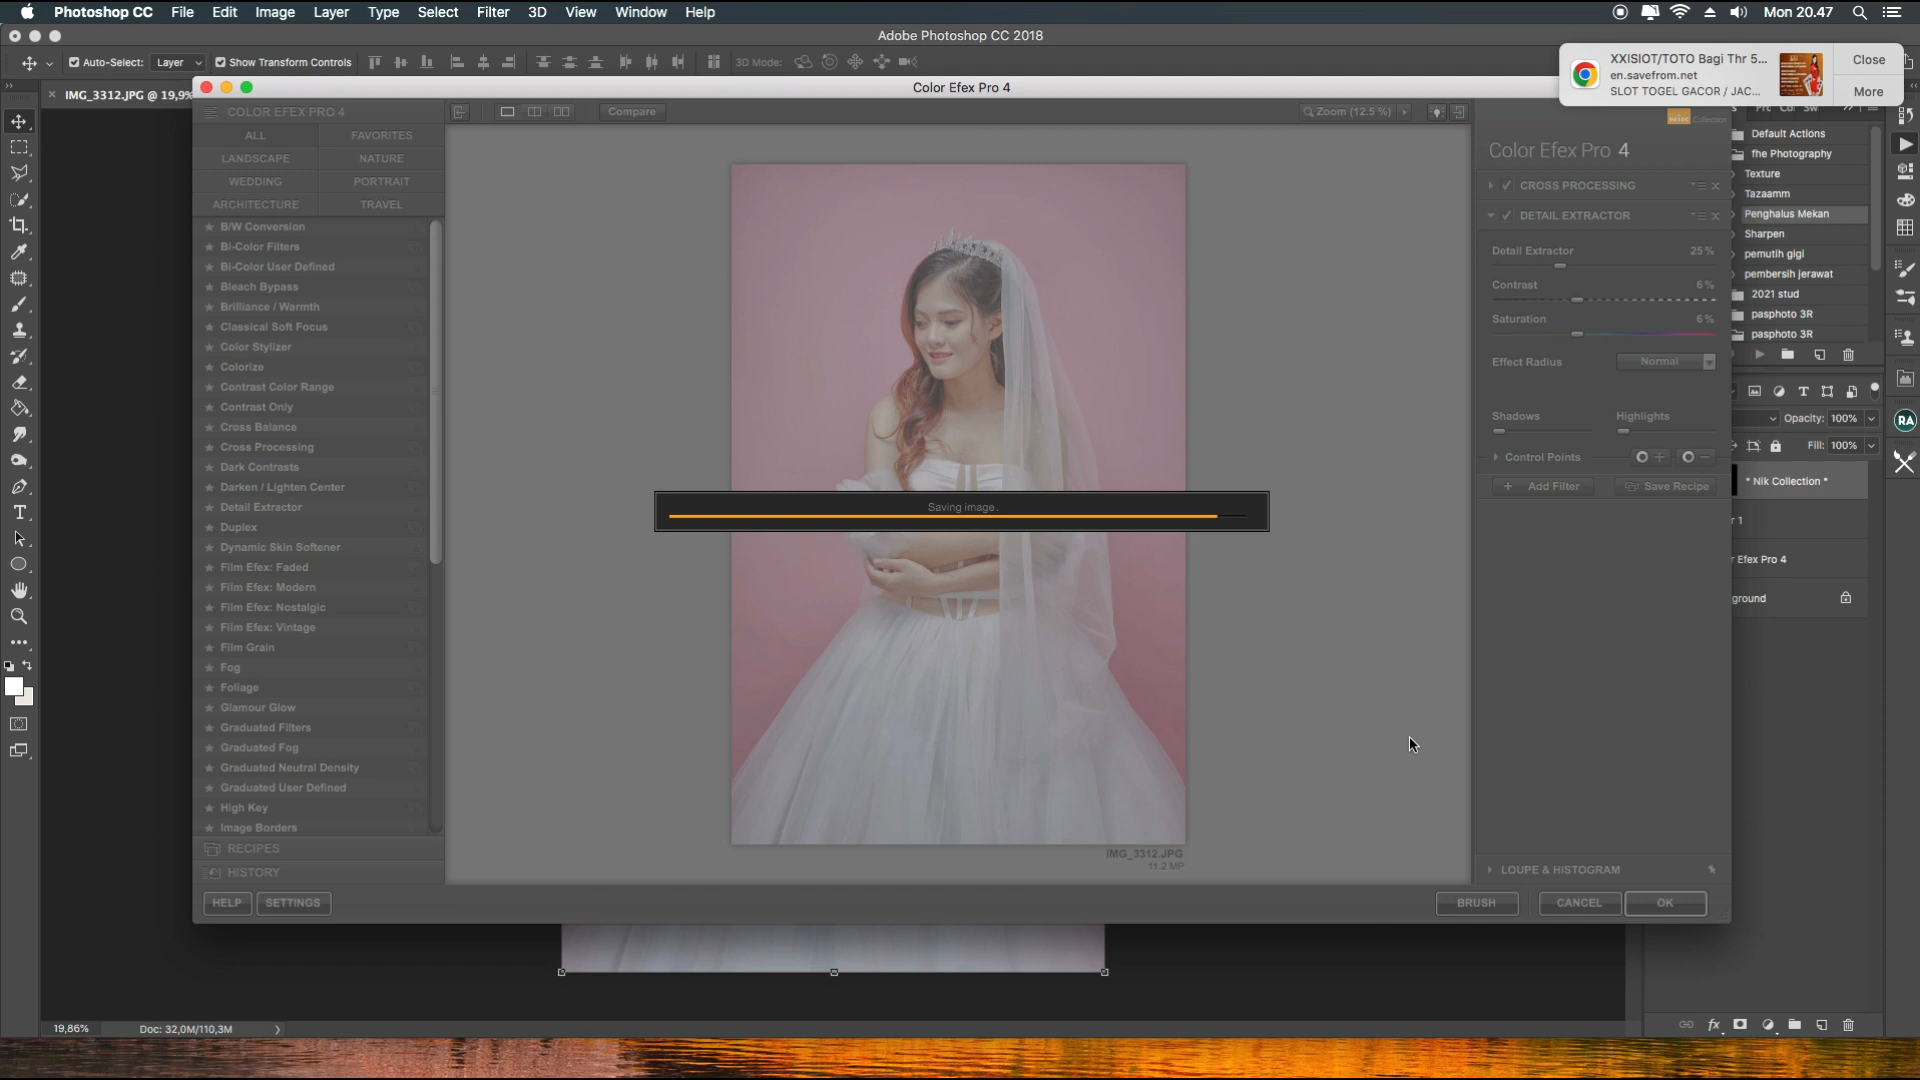 Photoshop CC File Edit Image Layer Type Select Filter 3D View Window Help Mon 20.47
Adobe Photoshop CC 2018
Auto-Select: Layer Show Transform Controls 3D Mode:
XXISIOT/TOTO Bagi Thr 5...
en.savefrom.net
SLOT TOGEL GACOR / JAC...
Close
More
IMG_3312.JPG @ 19,9%
Color Efex Pro 4
COLOR EFEX PRO 4
Compare
Zoom (12.5 %)
ALL FAVORITES
LANDSCAPE NATURE
WEDDING PORTRAIT
ARCHITECTURE TRAVEL
B/W Conversion
Bi-Color Filters
Bi-Color User Defined
Bleach Bypass
Brilliance / Warmth
Classical Soft Focus
Color Stylizer
Colorize
Contrast Color Range
Contrast Only
Cross Balance
Cross Processing
Dark Contrasts
Darken / Lighten Center
Detail Extractor
Duplex
Dynamic Skin Softener
Film Efex: Faded
Film Efex: Modern
Film Efex: Nostalgic
Film Efex: Vintage
Film Grain
Fog
Foliage
Glamour Glow
Graduated Filters
Graduated Fog
Graduated Neutral Density
Graduated User Defined
High Key
Image Borders
RECIPES
HISTORY
HELP SETTINGS
Saving image.
IMG_3312.JPG
11.2 MP
Collection
Color Efex Pro 4
CROSS PROCESSING
DETAIL EXTRACTOR
Detail Extractor 25%
Contrast 6%
Saturation 6%
Effect Radius Normal
Shadows Highlights
Control Points
Add Filter Save Recipe
LOUPE & HISTOGRAM
BRUSH CANCEL OK
Default Actions
fhe Photography
Texture
Tazaamm
Penghalus Mekan
Sharpen
pemutih gigi
pembersih jerawat
2021 stud
pasphoto 3R
pasphoto 3R
Opacity: 100%
Fill: 100%
RA
* Nik Collection *
r 1
r Efex Pro 4
ground
fx
19,86% Doc: 32,0M/110,3M